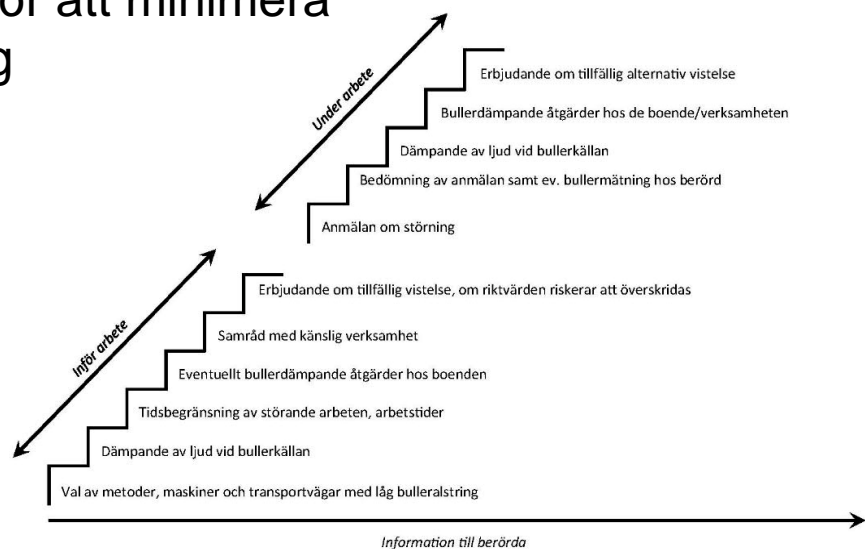 att minimera
Under arbete
Erbjudande om tillfällig alternativ vistelse
Bullerdämpande åtgärder hos de boende/verksamheten
Dämpande av ljud vid bullerkällan
Bedömning av anmälan samt ev. bullermätning hos berörd
Anmälan om störning
Inför arbete
Erbjudande om tillfällig vistelse, om riktvärden riskerar att överskridas
Samråd med känslig verksamhet
Eventuellt bullerdämpande åtgärder hos boenden
Tidsbegränsning av störande arbeten, arbetstider
Dämpande av ljud vid bullerkällan
Val av metoder, maskiner och transportvägar med låg bulleralstring
Information till berörda